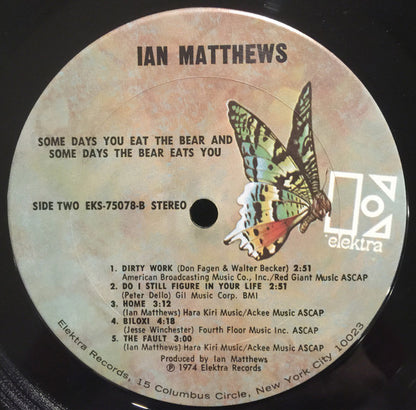 IAN MATTHEWS
SOME DAYS YOU EAT THE BEAR AND
SOME DAYS THE BEAR EATS YOU
SIDE TWO EKS-75078-B STEREO
elektra
1. DIRTY WORK (Don Fagen & Walter Becker) 2:51
American Broadcasting Music Co., Inc./Red Giant Music ASCAP
2. DO I STILL FIGURE IN YOUR LIFE 2:51
(Peter Dello) Gil Music Corp. BMI
3. HOME 3:12
(Ian Matthews) Hara Kiri Music/Ackee Music ASCAP
4. BILOXI 4:18
(Jesse Winchester) Fourth Floor Music Inc. ASCAP
5. THE FAULT 3:00
(Ian Matthews) Hara Kiri Music/Ackee Music ASCAP
Produced by Ian Matthews
℗ 1974 Elektra Records
Elektra Records, 15 Columbus Circle, New York City 10023